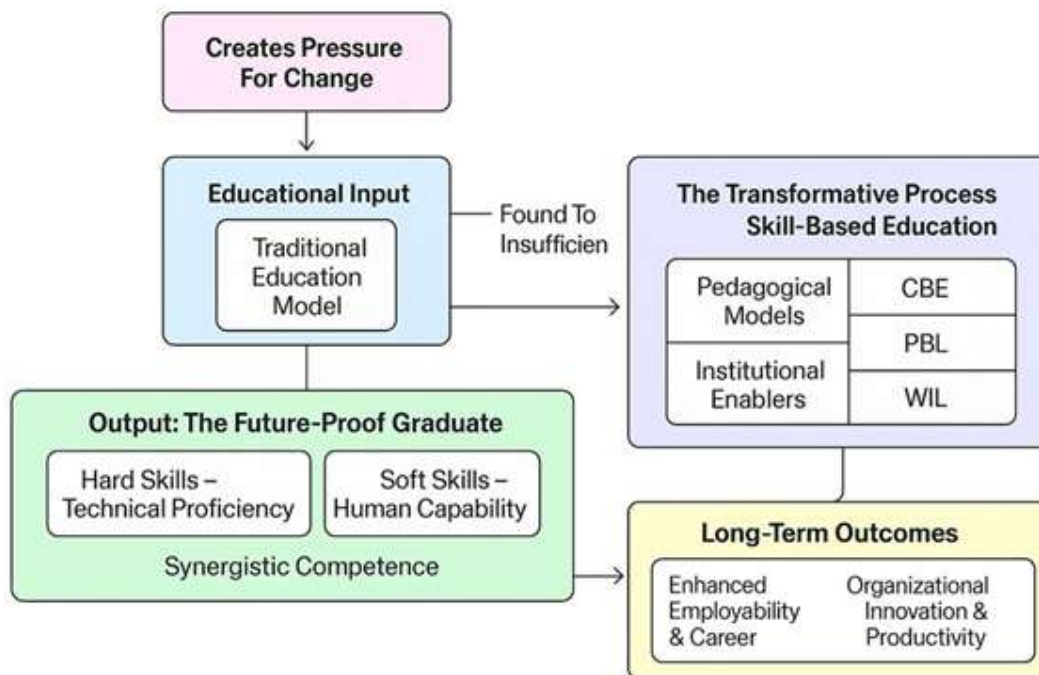 Creates Pressure
For Change
Educational Input
Traditional
Education
Model
Found To
Insufficien
The Transformative Process
Skill-Based Education
Pedagogical
Models
Institutional
Enablers
CBE
PBL
WIL
Output: The Future-Proof Graduate
Hard Skills –
Technical Proficiency
Soft Skills –
Human Capability
Synergistic Competence
Long-Term Outcomes
Enhanced
Employability
& Career
Organizational
Innovation &
Productivity